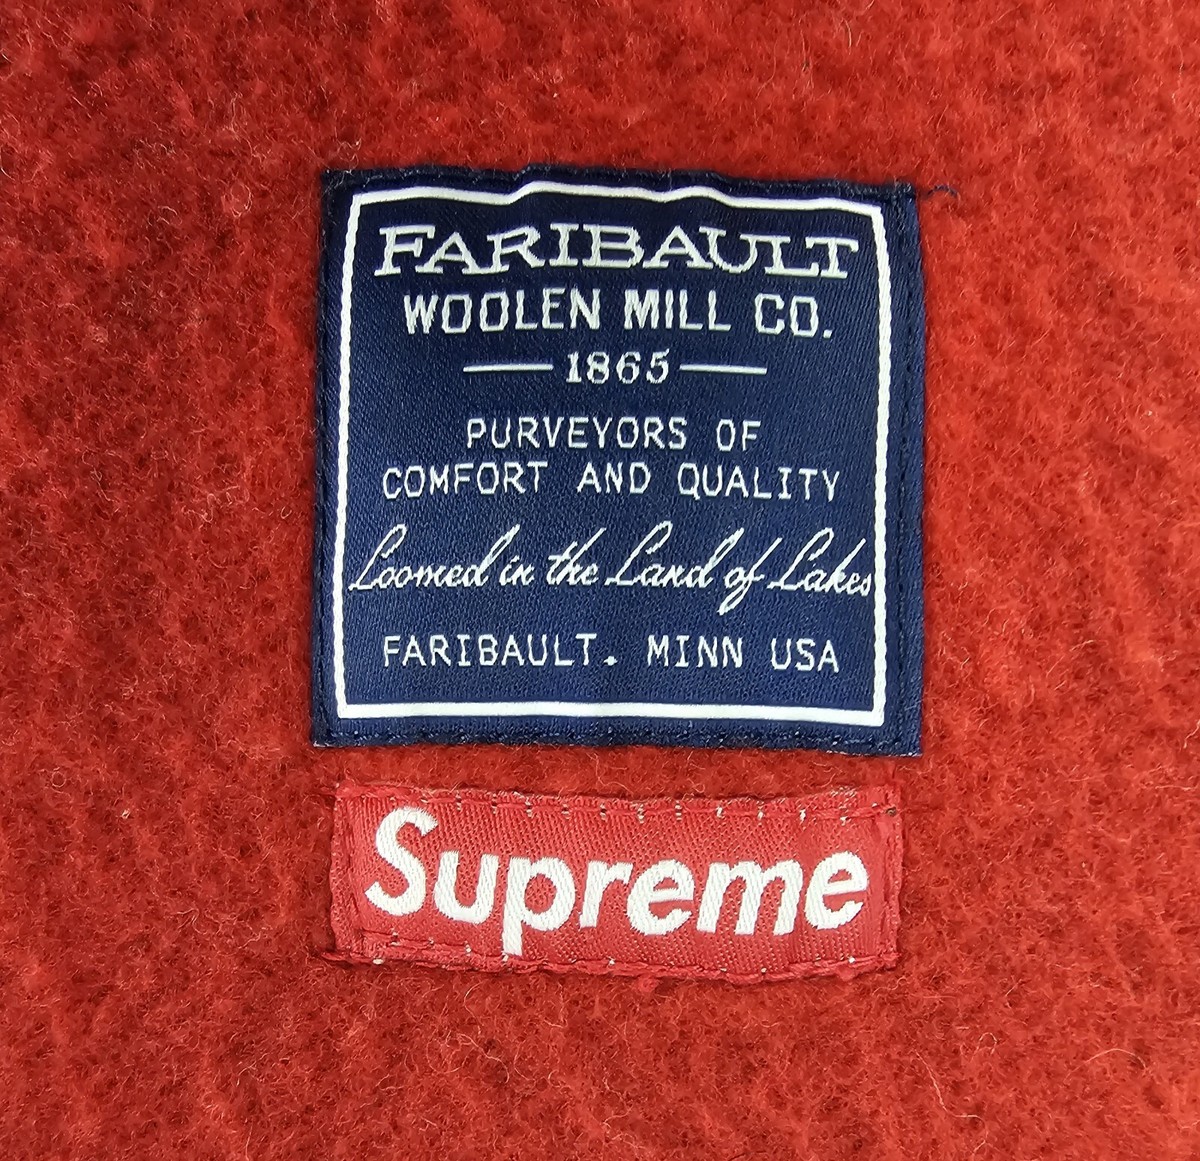 FARIBAULT
WOOLEN MILL CO.
1865
PURVEYORS OF
COMFORT AND QUALITY
Loomed in the Land of Lakes
FARIBAULT. MINN USA
Supreme